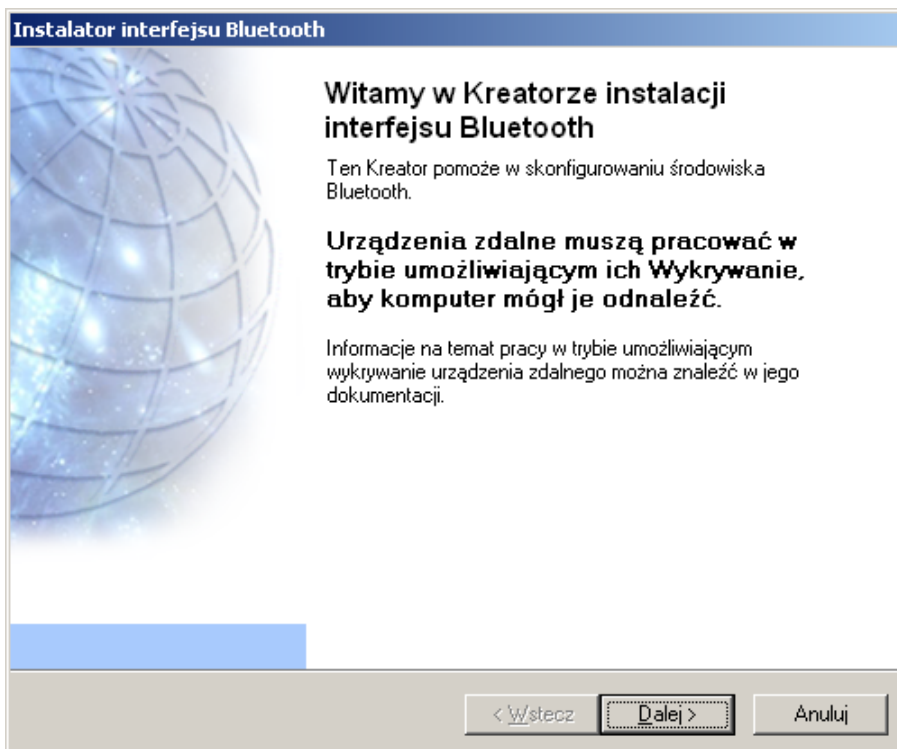 Instalator interfejsu Bluetooth
Witamy w Kreatorze instalacji
interfejsu Bluetooth
Ten Kreator pomoże w skonfigurowaniu środowiska
Bluetooth.
Urządzenia zdalne muszą pracować w
trybie umożliwiającym ich Wykrywanie,
aby komputer mógł je odnaleźć.
Informacje na temat pracy w trybie umożliwiającym
wykrywanie urządzenia zdalnego można znaleźć w jego
dokumentacji.
< Wstecz Dalej > Anuluj